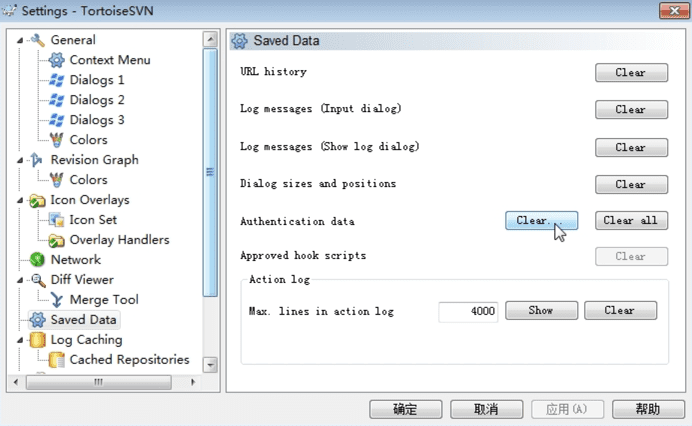 Settings - TortoiseSVN
General
Context Menu
Dialogs 1
Dialogs 2
Dialogs 3
Colors
Revision Graph
Colors
Icon Overlays
Icon Set
Overlay Handlers
Network
Diff Viewer
Merge Tool
Saved Data
Log Caching
Cached Repositories
Saved Data
URL history
Clear
Log messages (Input dialog)
Clear
Log messages (Show log dialog)
Clear
Dialog sizes and positions
Clear
Authentication data
Clear...
Clear all
Approved hook scripts
Clear
Action log
Max. lines in action log
4000
Show
Clear
确定
取消
应用(A)
帮助